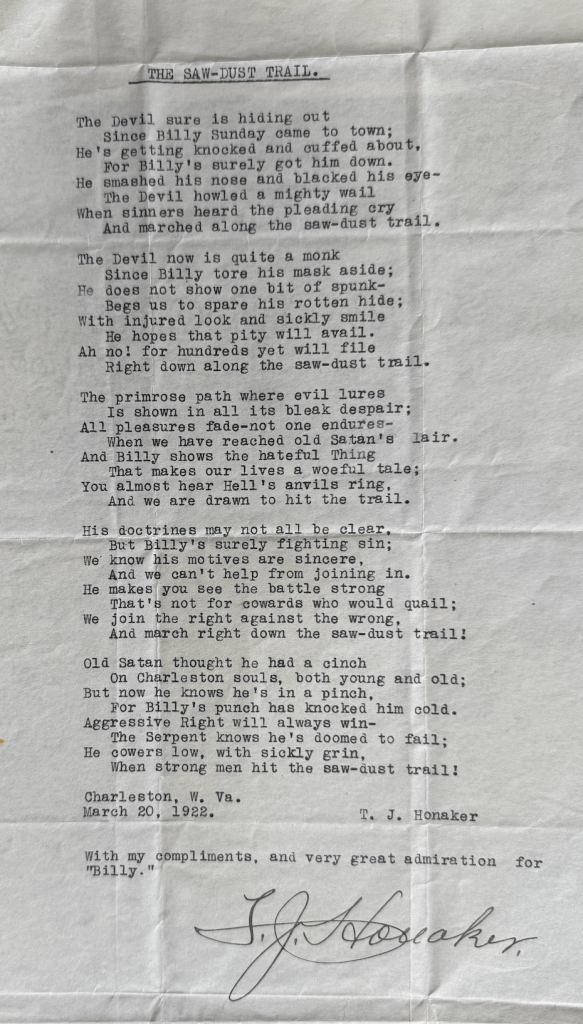 THE SAW-DUST TRAIL.
The Devil sure is hiding out
Since Billy Sunday came to town;
He's getting knocked and cuffed about,
For Billy's surely got him down.
He smashed his nose and blacked his eye-
The Devil howled a mighty wail
When sinners heard the pleading cry
And marched along the saw-dust trail.
The Devil now is quite a monk
Since Billy tore his mask aside;
He does not show one bit of spunk-
Begs us to spare his rotten hide;
With injured look and sickly smile
He hopes that pity will avail.
Ah no! for hundreds yet will file
Right down along the saw-dust trail.
The primrose path where evil lures
Is shown in all its bleak despair;
All pleasures fade-not one endures-
When we have reached old Satan's lair.
And Billy shows the hateful Thing
That makes our lives a woeful tale;
You almost hear Hell's anvils ring,
And we are drawn to hit the trail.
His doctrines may not all be clear,
But Billy's surely fighting sin;
We know his motives are sincere,
And we can't help from joining in.
He makes you see the battle strong
That's not for cowards who would quail;
We join the right against the wrong,
And march right down the saw-dust trail!
Old Satan thought he had a cinch
On Charleston souls, both young and old;
But now he knows he's in a pinch,
For Billy's punch has knocked him cold.
Aggressive Right will always win-
The Serpent knows he's doomed to fail;
He cowers low, with sickly grin,
When strong men hit the saw-dust trail!
Charleston, W. Va.
March 20, 1922. T. J. Honaker
With my compliments, and very great admiration for
"Billy."
T. J. Honaker.